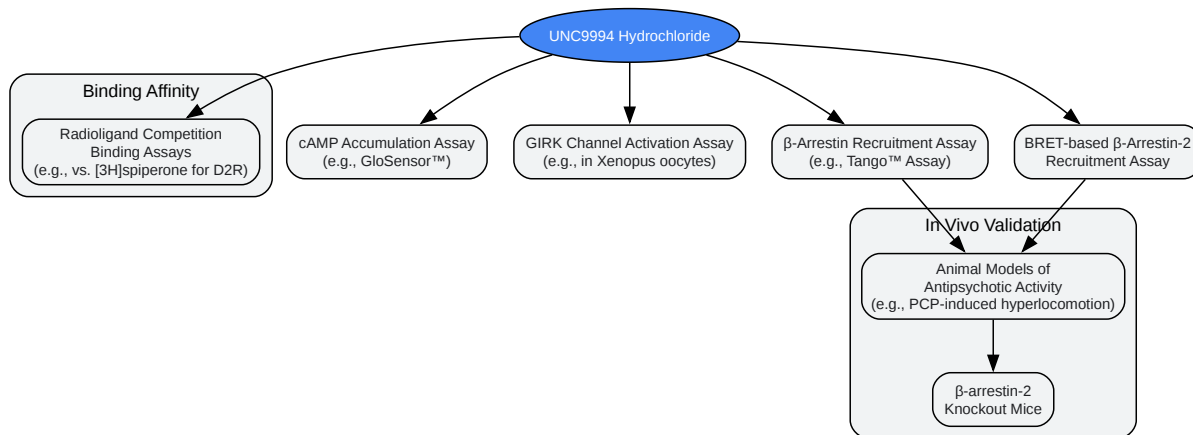 UNC9994 Hydrochloride
Binding Affinity
Radioligand Competition
Binding Assays
(e.g., vs. [3H]spiperone for D2R)
cAMP Accumulation Assay
(e.g., GloSensor™)
GIRK Channel Activation Assay
(e.g., in Xenopus oocytes)
β-Arrestin Recruitment Assay
(e.g., Tango™ Assay)
BRET-based β-Arrestin-2
Recruitment Assay
In Vivo Validation
Animal Models of
Antipsychotic Activity
(e.g., PCP-induced hyperlocomotion)
β-arrestin-2
Knockout Mice